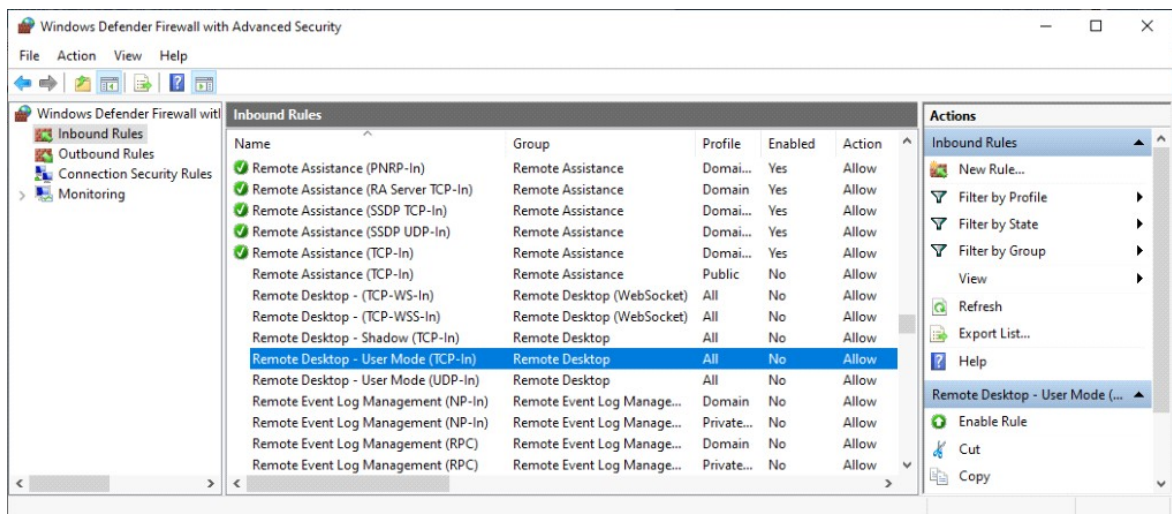 Windows Defender Firewall with Advanced Security
File Action View Help
Windows Defender Firewall witl
Inbound Rules
Outbound Rules
Connection Security Rules
Monitoring
Inbound Rules
Name Group Profile Enabled Action
Remote Assistance (PNRP-In) Remote Assistance Domai... Yes Allow
Remote Assistance (RA Server TCP-In) Remote Assistance Domain Yes Allow
Remote Assistance (SSDP TCP-In) Remote Assistance Domai... Yes Allow
Remote Assistance (SSDP UDP-In) Remote Assistance Domai... Yes Allow
Remote Assistance (TCP-In) Remote Assistance Domai... Yes Allow
Remote Assistance (TCP-In) Remote Assistance Public No Allow
Remote Desktop - (TCP-WS-In) Remote Desktop (WebSocket) All No Allow
Remote Desktop - (TCP-WSS-In) Remote Desktop (WebSocket) All No Allow
Remote Desktop - Shadow (TCP-In) Remote Desktop All No Allow
Remote Desktop - User Mode (TCP-In) Remote Desktop All No Allow
Remote Desktop - User Mode (UDP-In) Remote Desktop All No Allow
Remote Event Log Management (NP-In) Remote Event Log Manage... Domain No Allow
Remote Event Log Management (NP-In) Remote Event Log Manage... Private... No Allow
Remote Event Log Management (RPC) Remote Event Log Manage... Domain No Allow
Remote Event Log Management (RPC) Remote Event Log Manage... Private... No Allow
Actions
Inbound Rules
New Rule...
Filter by Profile
Filter by State
Filter by Group
View
Refresh
Export List...
Help
Remote Desktop - User Mode (...
Enable Rule
Cut
Copy